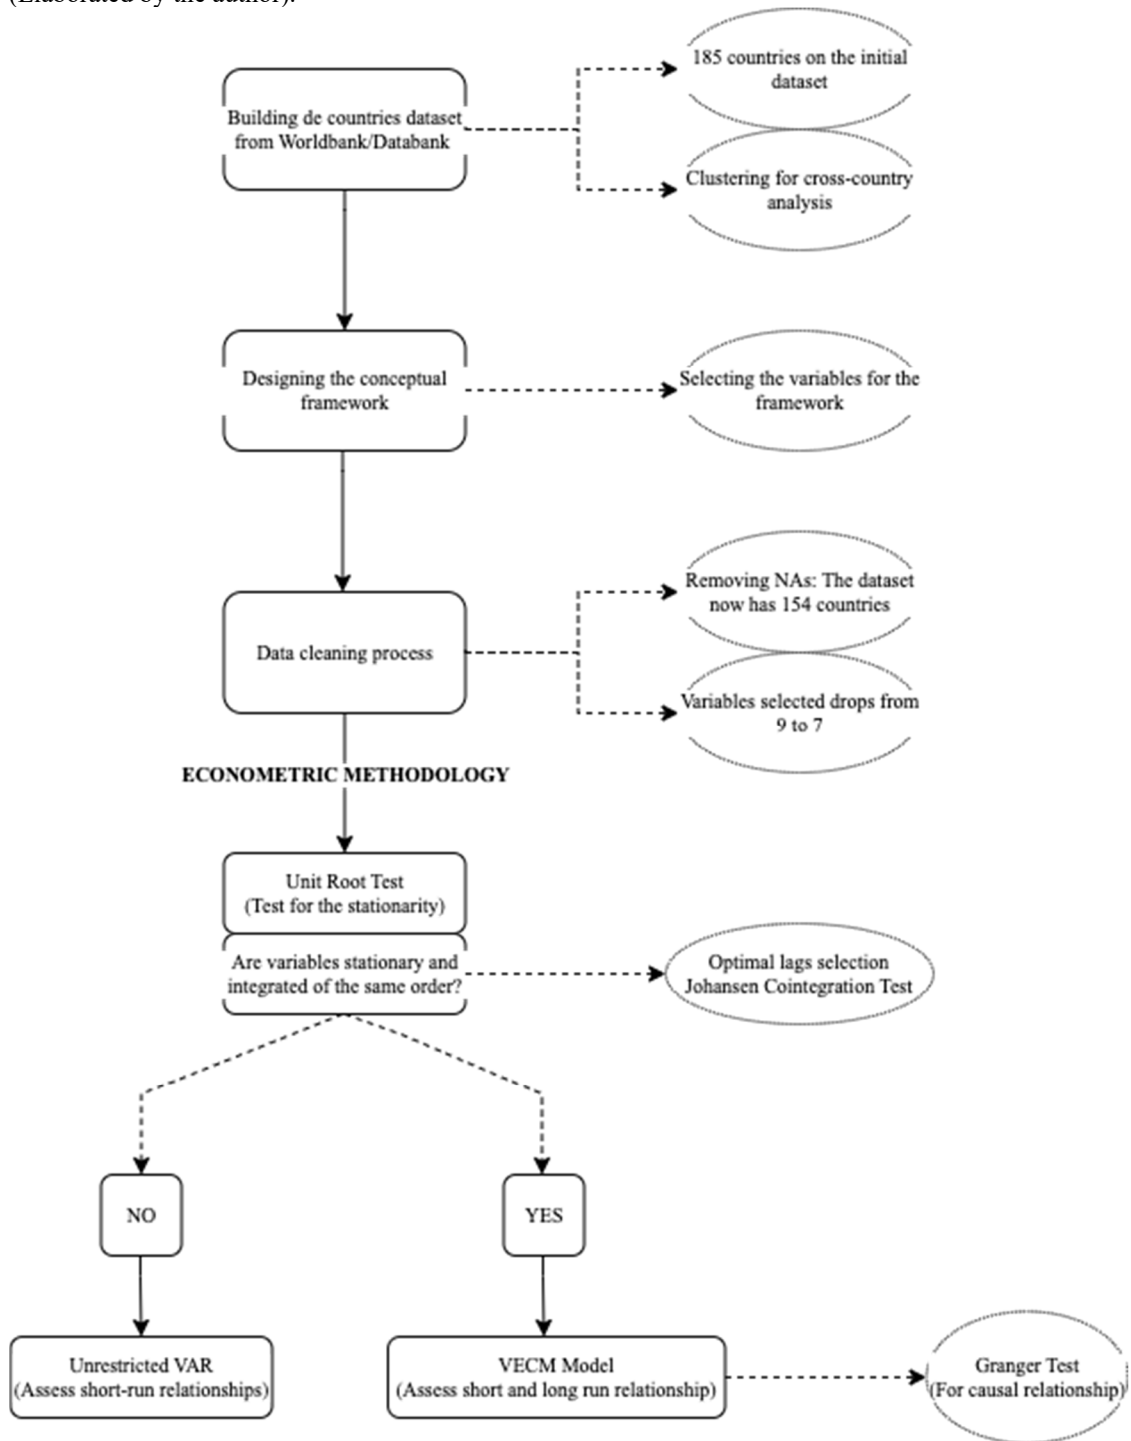 (Elaborated by the author).
185 countries on the initial
dataset
Building de countries dataset
from Worldbank/Databank
Clustering for cross-country
analysis
Designing the conceptual
framework
Selecting the variables for the
framework
Removing NAs: The dataset
now has 154 countries
Data cleaning process
Variables selected drops from
9 to 7
ECONOMETRIC METHODOLOGY
Unit Root Test
(Test for the stationarity)
Are variables stationary and
integrated of the same order?
Optimal lags selection
Johansen Cointegration Test
NO
YES
Unrestricted VAR
(Assess short-run relationships)
VECM Model
(Assess short and long run relationship)
Granger Test
(For causal relationship)